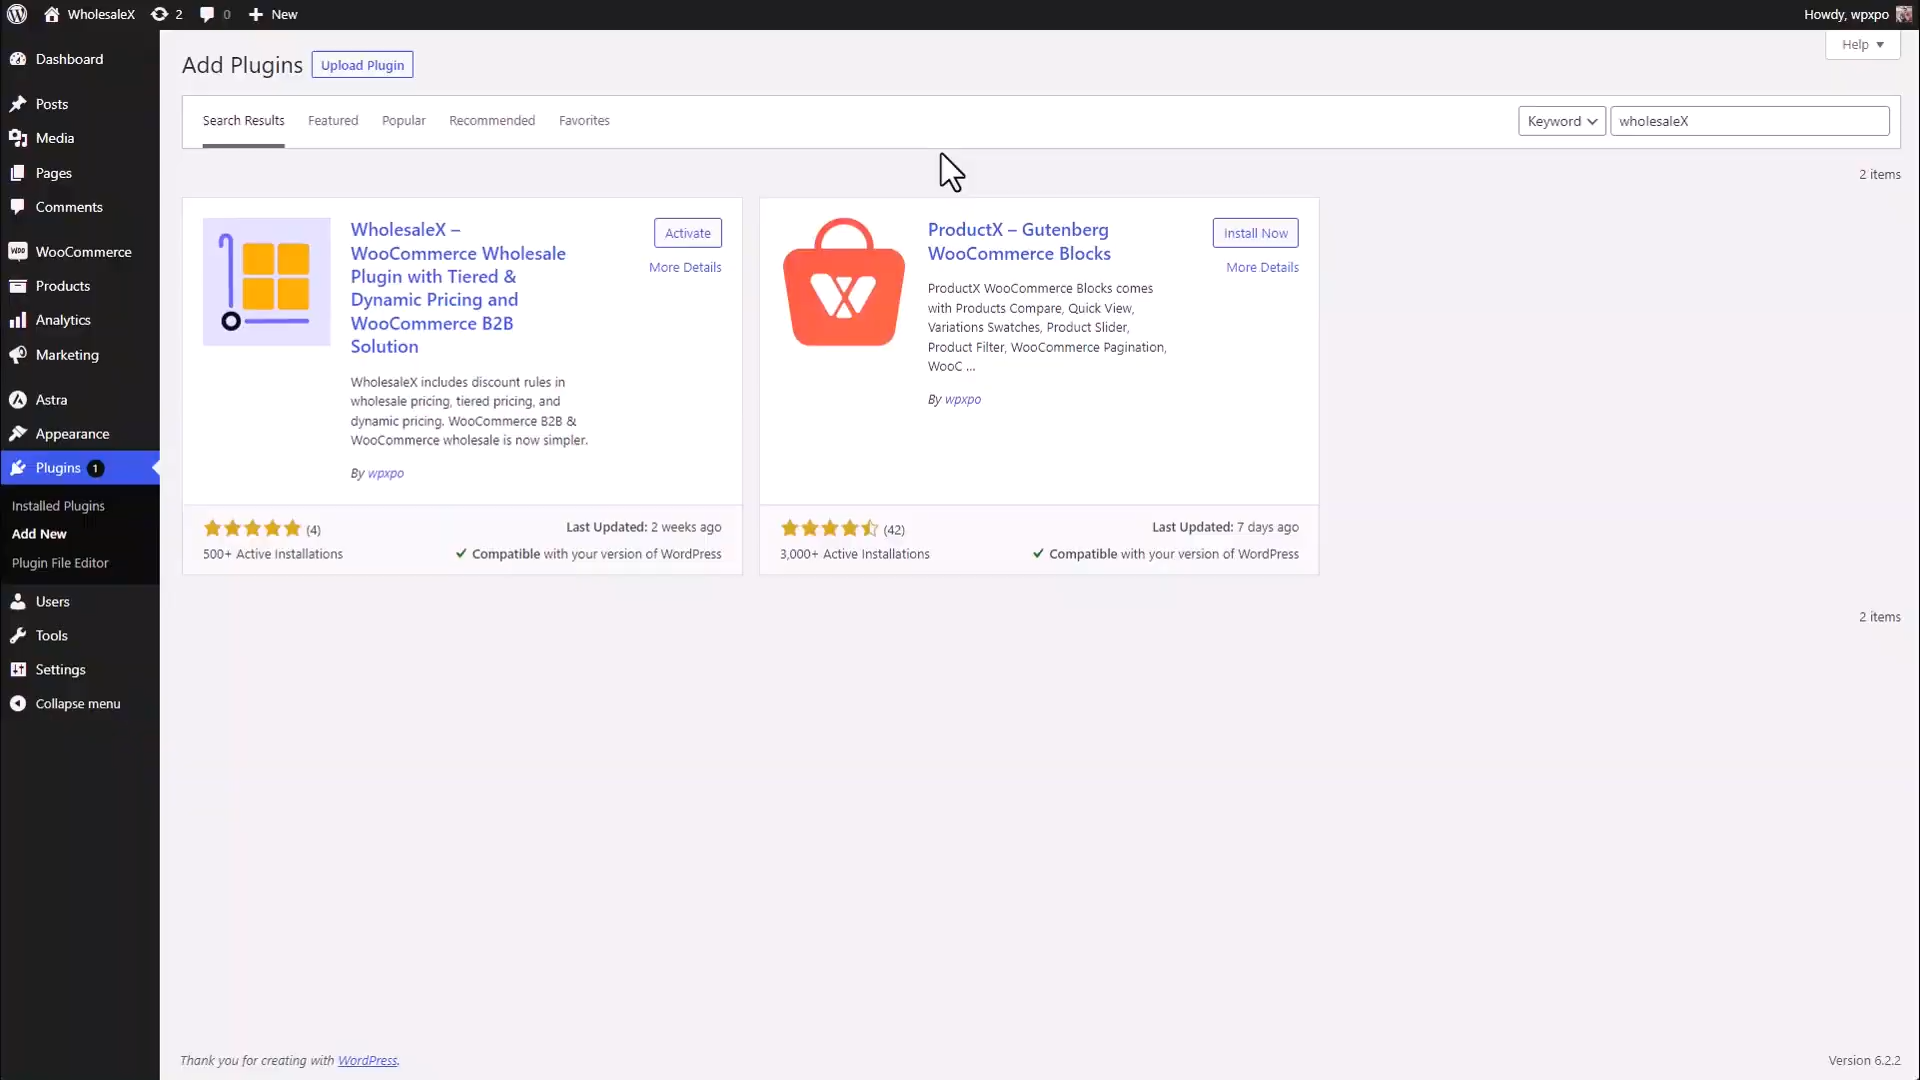 WholesaleX 2 0 New Howdy, wpxpo
Dashboard
Posts
Media
Pages
Comments
WooCommerce
Products
Analytics
Marketing
Astra
Appearance
Plugins 1
Installed Plugins
Add New
Plugin File Editor
Users
Tools
Settings
Collapse menu
Help
Add Plugins Upload Plugin
Search Results Featured Popular Recommended Favorites Keyword wholesaleX
2 items
WholesaleX –
WooCommerce Wholesale
Plugin with Tiered &
Dynamic Pricing and
WooCommerce B2B
Solution
Activate
More Details
WholesaleX includes discount rules in
wholesale pricing, tiered pricing, and
dynamic pricing. WooCommerce B2B &
WooCommerce wholesale is now simpler.
By wpxpo
(4) Last Updated: 2 weeks ago
500+ Active Installations Compatible with your version of WordPress
ProductX – Gutenberg
WooCommerce Blocks
Install Now
More Details
ProductX WooCommerce Blocks comes
with Products Compare, Quick View,
Variations Swatches, Product Slider,
Product Filter, WooCommerce Pagination,
WooC ...
By wpxpo
(42) Last Updated: 7 days ago
3,000+ Active Installations Compatible with your version of WordPress
2 items
Thank you for creating with WordPress. Version 6.2.2